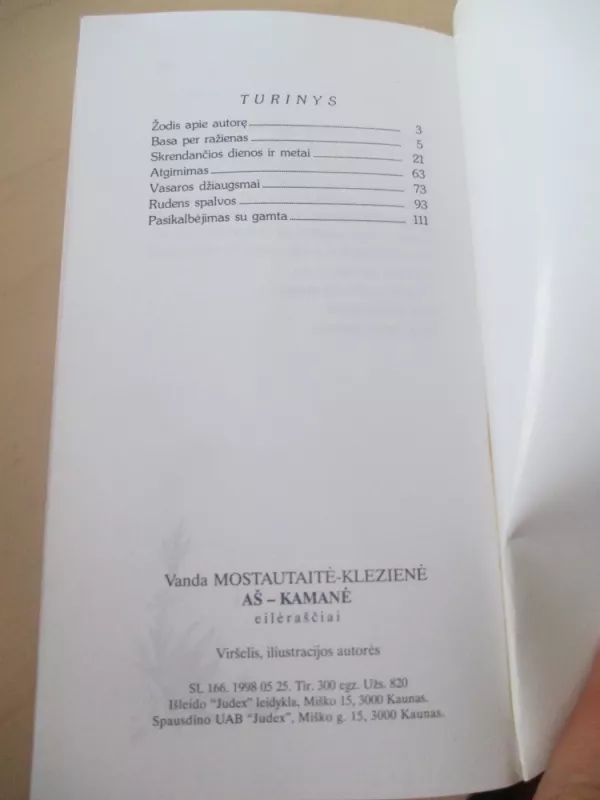 TURINYS
Žodis apie autorę 3
Basa per ražienas 5
Skrendančios dienos ir metai 21
Atgimimas 63
Vasaros džiaugsmai 73
Rudens spalvos 93
Pasikalbėjimas su gamta 111
Vanda MOSTAUTAITĖ-KLEZIENĖ
AŠ – KAMANĖ
eilėraščiai
Viršelis, iliustracijos autorės
SL 166. 1998 05 25. Tir. 300 egz. Užs. 820
Išleido "Judex" leidykla, Miško 15, 3000 Kaunas.
Spausdino UAB "Judex", Miško g. 15, 3000 Kaunas.